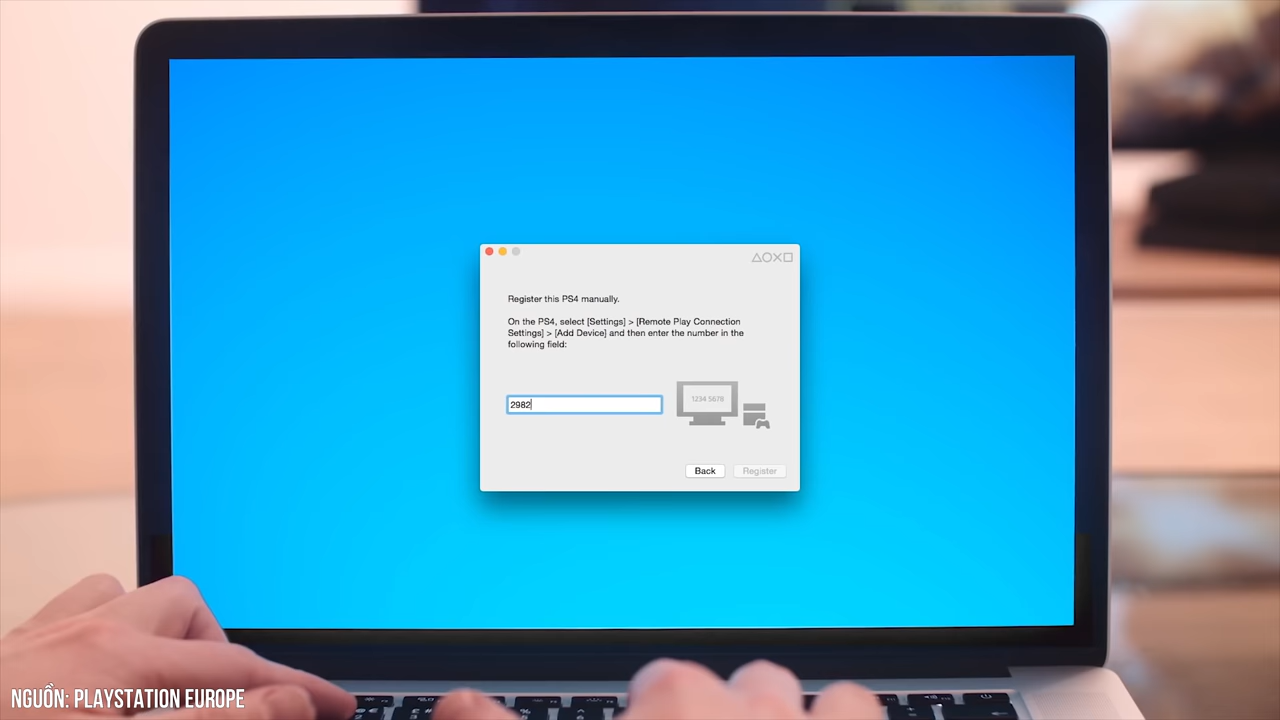 Register this PS4 manually.
On the PS4, select [Settings] > [Remote Play Connection
Settings] > [Add Device] and then enter the number in the
following field:
2982
1234 5678
Back
Register
NGUỒN: PLAYSTATION EUROPE